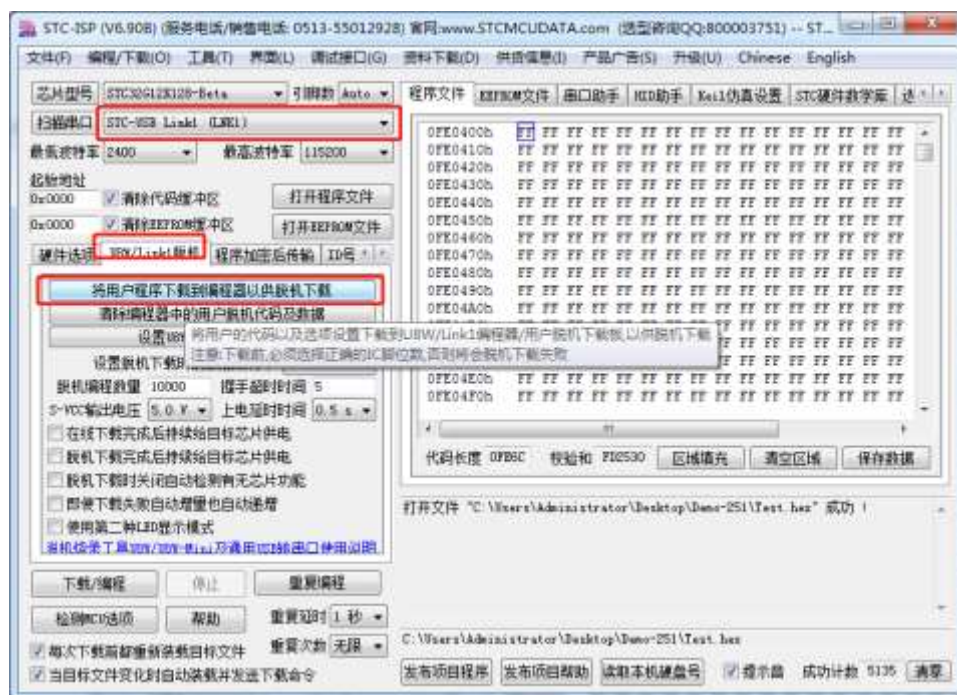 STC-ISP (V6.90B) (服务电话/销售电话: 0513-55012928) 官网:www.STCMCUDATA.com (选型咨询QQ:800003751) -- ST...
文件(F) 编程/下载(O) 工具(T) 界面(L) 调试接口(G) 资料下载(D) 供货信息(I) 产品广告(S) 升级(U) Chinese English
芯片型号 STC32G12K128-Beta 引脚数 Auto
扫描串口 STC-USB Link1 (LNK1)
最低波特率 2400 最高波特率 115200
起始地址
0x0000 清除代码缓冲区 打开程序文件
0x0000 清除EEPROM缓冲区 打开EEPROM文件
硬件选项 U8W/Link1脱机 程序加密后传输 ID号
将用户程序下载到编程器以供脱机下载
清除编程器中的用户脱机代码及数据
设置U8W
将用户的代码以及选项设置下载到U8W/Link1编程器/用户脱机下载板,以供脱机下载
注意:下载前,必须选择正确的IC脚位数,否则将会脱机下载失败
设置脱机下载
脱机编程数量 10000 握手超时时间 5
S-VCC输出电压 5.0 V 上电延时时间 0.5 s
在线下载完成后持续给目标芯片供电
脱机下载完成后持续给目标芯片供电
脱机下载时关闭自动检测有无芯片功能
即使下载失败自动增量也自动递增
使用第二种LED显示模式
脱机烧录工具U8W/U8W-Mini及通用USB转串口使用说明
下载/编程 停止 重复编程
检测MCU选项 帮助 重复延时 1 秒
每次下载前都重新装载目标文件 重复次数 无限
当目标文件变化时自动装载并发送下载命令
程序文件 EEPROM文件 串口助手 HID助手 Keil仿真设置 STC硬件数学库 选
0FE0400h FF FF FF FF FF FF FF FF FF FF FF FF FF FF FF FF
0FE0410h FF FF FF FF FF FF FF FF FF FF FF FF FF FF FF FF
0FE0420h FF FF FF FF FF FF FF FF FF FF FF FF FF FF FF FF
0FE0430h FF FF FF FF FF FF FF FF FF FF FF FF FF FF FF FF
0FE0440h FF FF FF FF FF FF FF FF FF FF FF FF FF FF FF FF
0FE0450h FF FF FF FF FF FF FF FF FF FF FF FF FF FF FF FF
0FE0460h FF FF FF FF FF FF FF FF FF FF FF FF FF FF FF FF
0FE0470h FF FF FF FF FF FF FF FF FF FF FF FF FF FF FF FF
0FE0480h FF FF FF FF FF FF FF FF FF FF FF FF FF FF FF FF
0FE0490h FF FF FF FF FF FF FF FF FF FF FF FF FF FF FF FF
0FE04A0h FF FF FF FF FF FF FF FF FF FF FF FF FF FF FF FF
0FE04E0h FF FF FF FF FF FF FF FF FF FF FF FF FF FF FF FF
0FE04F0h FF FF FF FF FF FF FF FF FF FF FF FF FF FF FF FF
代码长度 0FB6C 校验和 FD2530 区域填充 清空区域 保存数据
打开文件 "C:\Users\Administrator\Desktop\Demo-251\Test.hex" 成功 !
C:\Users\Administrator\Desktop\Demo-251\Test.hex
发布项目程序 发布项目帮助 读取本机硬盘号 提示音 成功计数 5135 清零